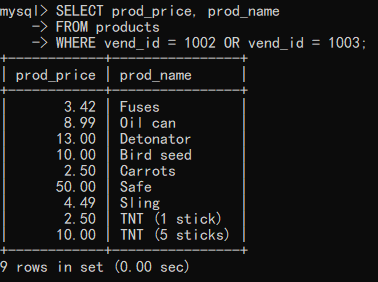 mysql> SELECT prod_price, prod_name
-> FROM products
-> WHERE vend_id = 1002 OR vend_id = 1003;
+------------+----------------+
| prod_price | prod_name      |
+------------+----------------+
|       3.42 | Fuses          |
|       8.99 | Oil can        |
|      13.00 | Detonator      |
|      10.00 | Bird seed      |
|       2.50 | Carrots        |
|      50.00 | Safe           |
|       4.49 | Sling          |
|       2.50 | TNT (1 stick)  |
|      10.00 | TNT (5 sticks) |
+------------+----------------+
9 rows in set (0.00 sec)